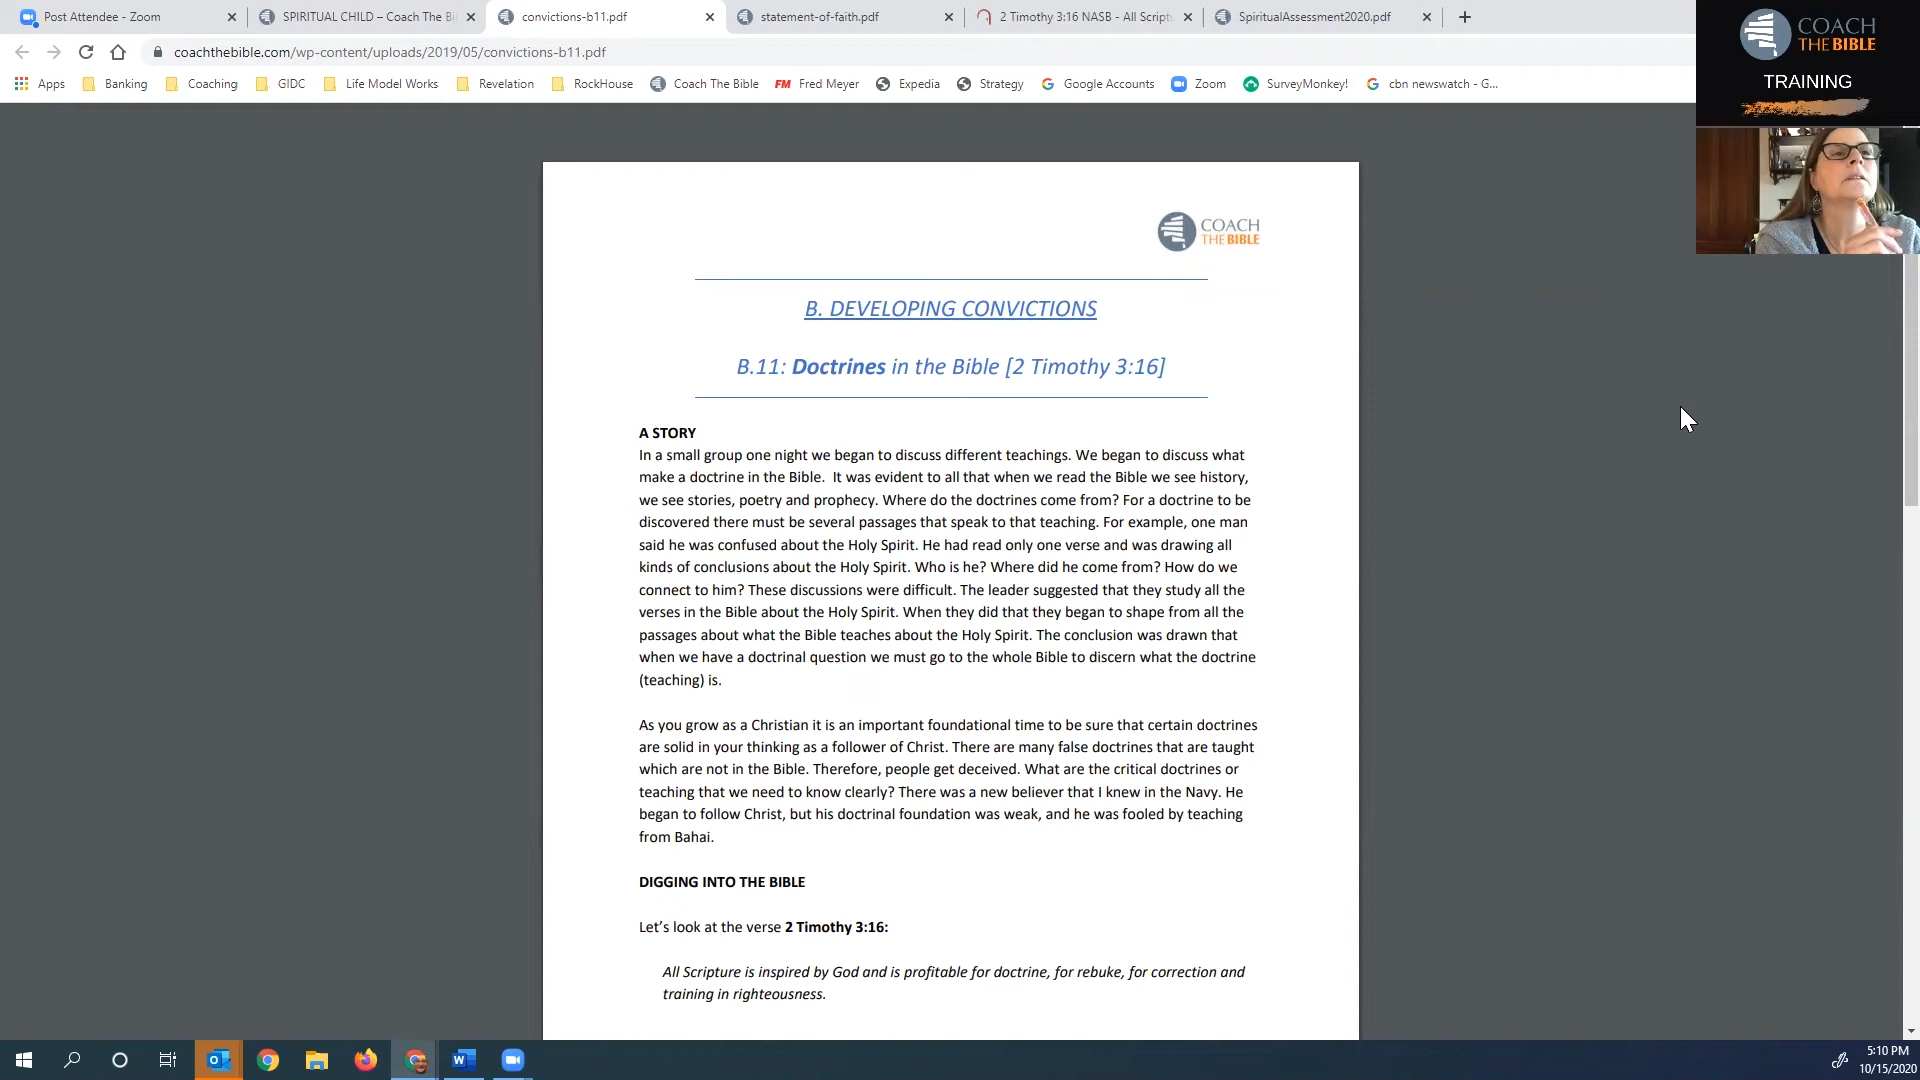 Post Attendee - Zoom
SPIRITUAL CHILD – Coach The Bi
convictions-b11.pdf
statement-of-faith.pdf
2 Timothy 3:16 NASB - All Script
SpiritualAssessment2020.pdf
coachthebible.com/wp-content/uploads/2019/05/convictions-b11.pdf
Apps
Banking
Coaching
GIDC
Life Model Works
Revelation
RockHouse
Coach The Bible
FM Fred Meyer
Expedia
Strategy
Google Accounts
Zoom
SurveyMonkey!
cbn newswatch - G...
COACH
THE BIBLE
TRAINING
COACH
THE BIBLE
B. DEVELOPING CONVICTIONS
B.11: Doctrines in the Bible [2 Timothy 3:16]
A STORY
In a small group one night we began to discuss different teachings. We began to discuss what
make a doctrine in the Bible.  It was evident to all that when we read the Bible we see history,
we see stories, poetry and prophecy. Where do the doctrines come from? For a doctrine to be
discovered there must be several passages that speak to that teaching. For example, one man
said he was confused about the Holy Spirit. He had read only one verse and was drawing all
kinds of conclusions about the Holy Spirit. Who is he? Where did he come from? How do we
connect to him? These discussions were difficult. The leader suggested that they study all the
verses in the Bible about the Holy Spirit. When they did that they began to shape from all the
passages about what the Bible teaches about the Holy Spirit. The conclusion was drawn that
when we have a doctrinal question we must go to the whole Bible to discern what the doctrine
(teaching) is.
As you grow as a Christian it is an important foundational time to be sure that certain doctrines
are solid in your thinking as a follower of Christ. There are many false doctrines that are taught
which are not in the Bible. Therefore, people get deceived. What are the critical doctrines or
teaching that we need to know clearly? There was a new believer that I knew in the Navy. He
began to follow Christ, but his doctrinal foundation was weak, and he was fooled by teaching
from Bahai.
DIGGING INTO THE BIBLE
Let’s look at the verse 2 Timothy 3:16:
All Scripture is inspired by God and is profitable for doctrine, for rebuke, for correction and
training in righteousness.
5:10 PM
10/15/2020